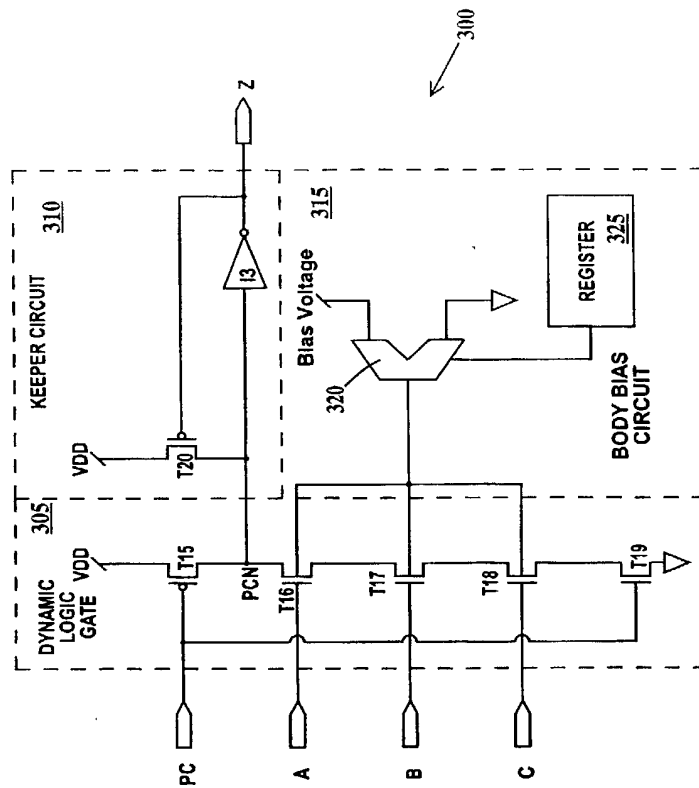 300
KEEPER CIRCUIT
310
VDD
T20
I3
Z
DYNAMIC
LOGIC
GATE
305
VDD
T15
PCN
T16
T17
T18
T19
PC
A
B
C
315
Bias Voltage
320
REGISTER
325
BODY BIAS
CIRCUIT